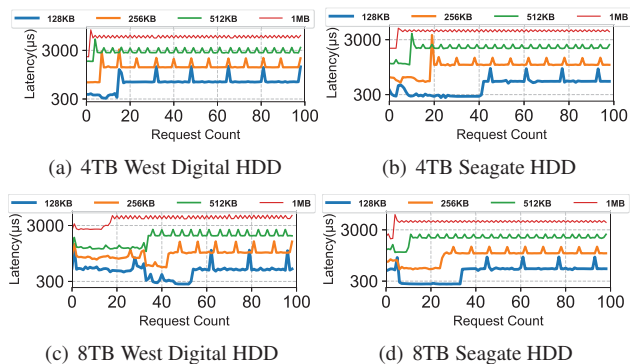 128KB 256KB 512KB 1MB
Latency(μs)
3000
300
0 20 40 60 80 100
Request Count
(a) 4TB West Digital HDD
128KB 256KB 512KB 1MB
Latency(μs)
3000
300
0 20 40 60 80 100
Request Count
(b) 4TB Seagate HDD
128KB 256KB 512KB 1MB
Latency(μs)
3000
300
0 20 40 60 80 100
Request Count
(c) 8TB West Digital HDD
128KB 256KB 512KB 1MB
Latency(μs)
3000
300
0 20 40 60 80 100
Request Count
(d) 8TB Seagate HDD